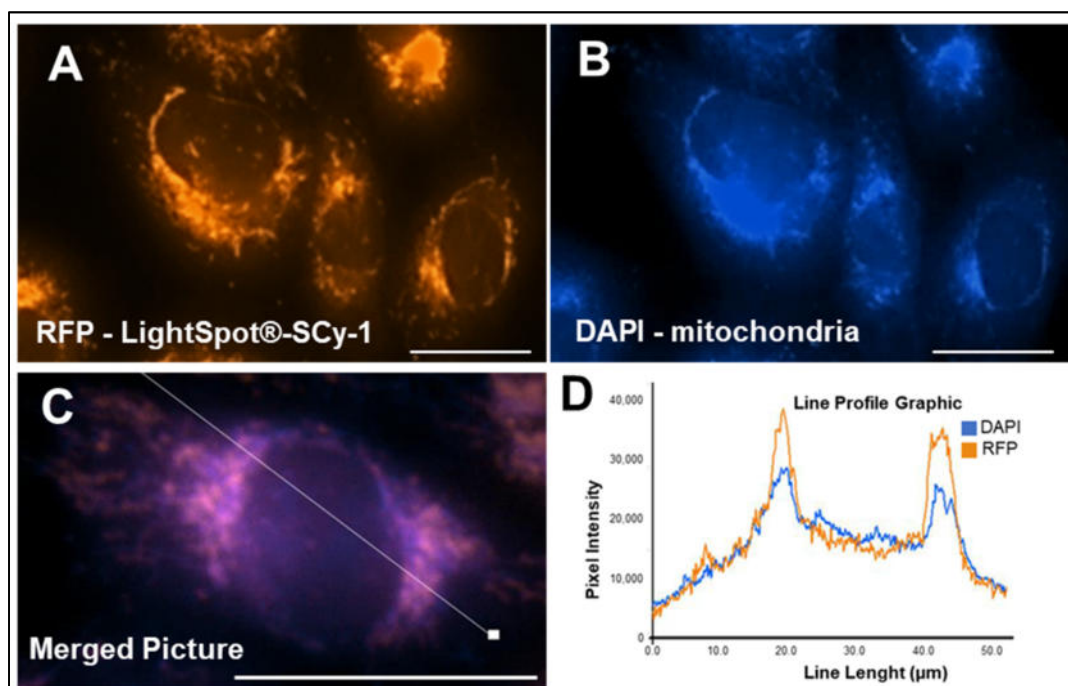 A
RFP - LightSpot®-SCy-1
B
DAPI - mitochondria
C
Merged Picture
D
Line Profile Graphic
DAPI
RFP
Pixel Intensity
40,000
30,000
20,000
10,000
0
0.0 10.0 20.0 30.0 40.0 50.0
Line Lenght (µm)